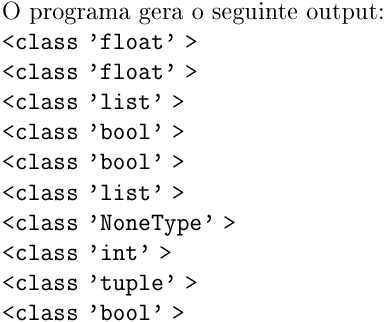 O programa gera o seguinte output:
<class 'float' >
<class 'float' >
<class 'list' >
<class 'bool' >
<class 'bool' >
<class 'list' >
<class 'NoneType' >
<class 'int' >
<class 'tuple' >
<class 'bool' >